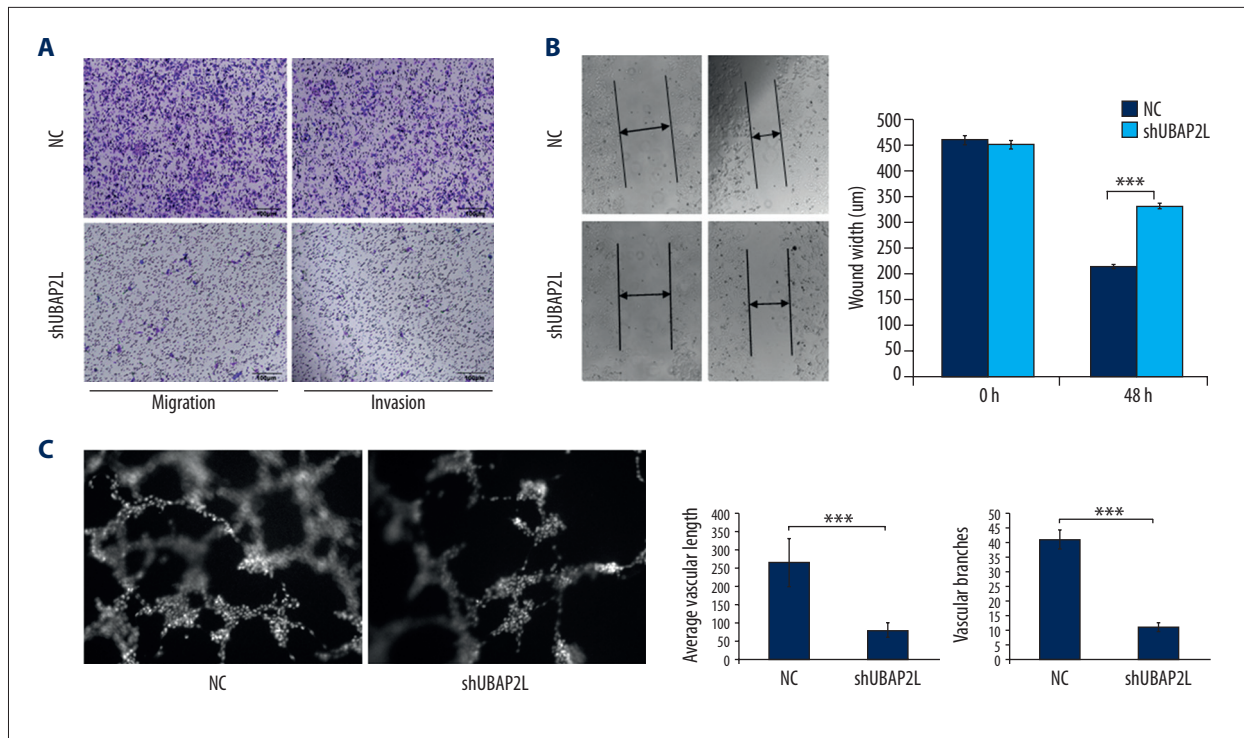 A
NC
shUBAP2L
100μm
100μm
Migration
Invasion
B
NC
shUBAP2L
NC
shUBAP2L
Wound width (um)
500
450
400
350
300
250
200
150
100
50
0
***
0 h
48 h
C
NC
shUBAP2L
Average vascular length
400
350
300
250
200
150
100
50
0
***
NC
shUBAP2L
Vascular branches
50
45
40
35
30
25
20
15
10
5
0
***
NC
shUBAP2L